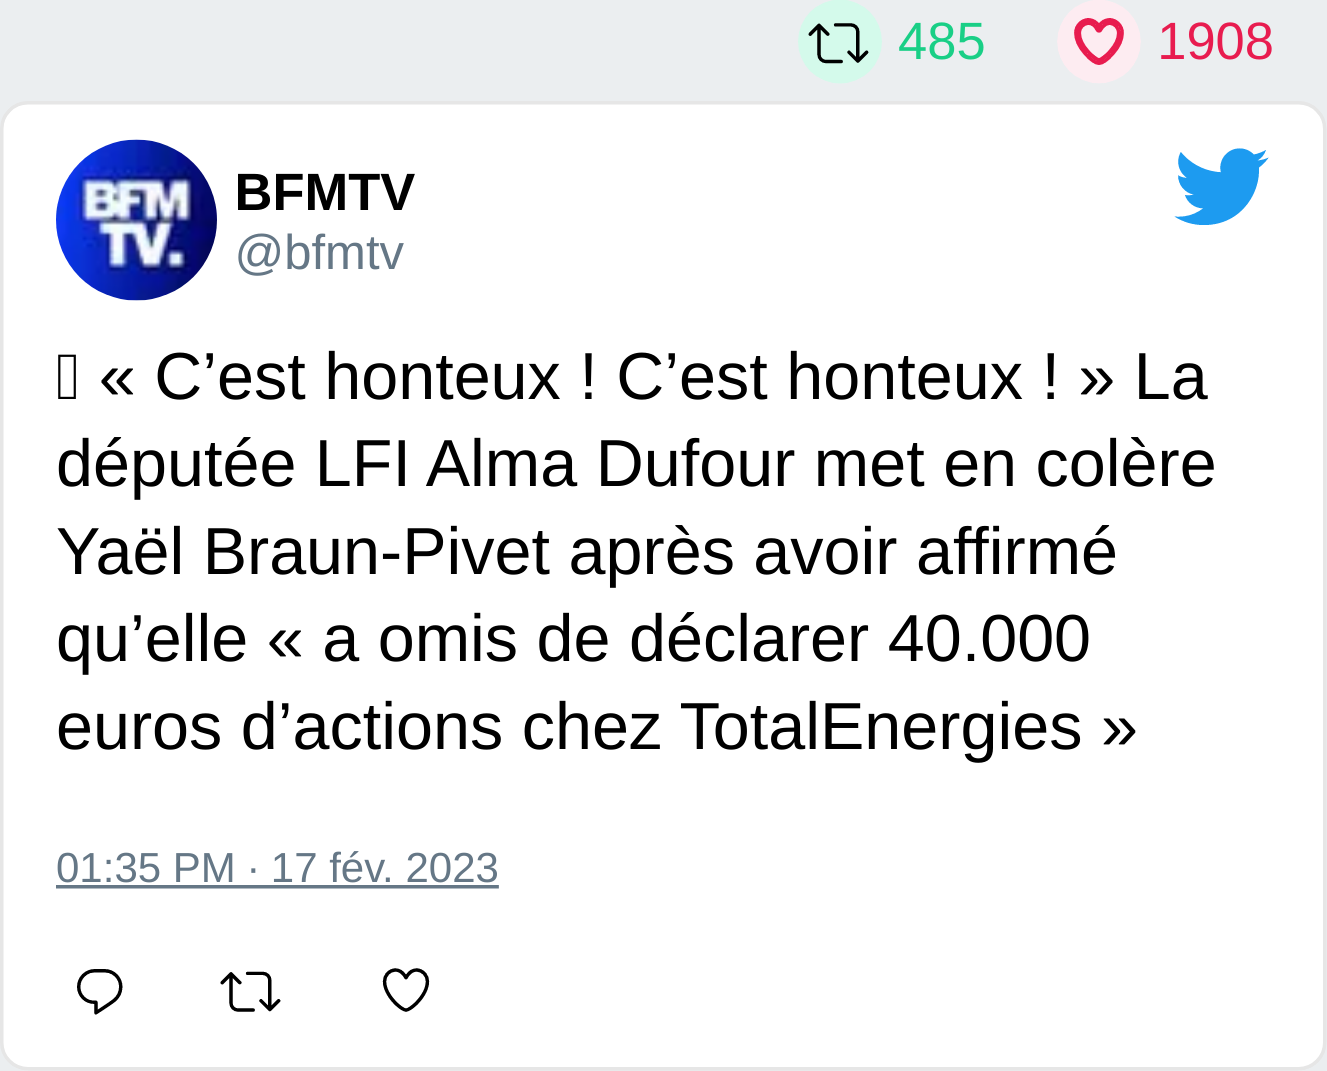 485 1908
BFM
TV.
BFMTV
@bfmtv
« C’est honteux ! C’est honteux ! » La
députée LFI Alma Dufour met en colère
Yaël Braun-Pivet après avoir affirmé
qu’elle « a omis de déclarer 40.000
euros d’actions chez TotalEnergies »
01:35 PM · 17 fév. 2023